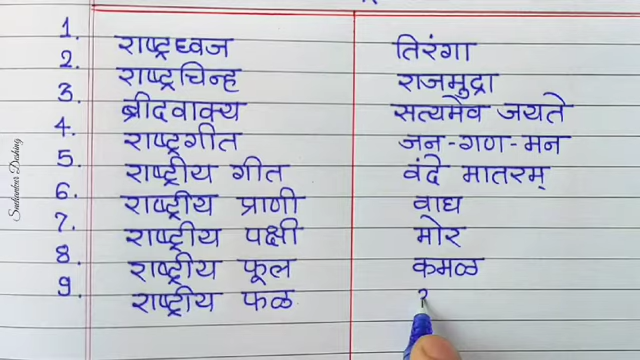 1. राष्ट्रध्वज तिरंगा
2. राष्ट्रचिन्ह राजमुद्रा
3. ब्रीदवाक्य सत्यमेव जयते
4. राष्ट्रगीत जन-गण-मन
5. राष्ट्रीय गीत वंदे मातरम्
6. राष्ट्रीय प्राणी वाघ
7. राष्ट्रीय पक्षी मोर
8. राष्ट्रीय फूल कमळ
9. राष्ट्रीय फळ